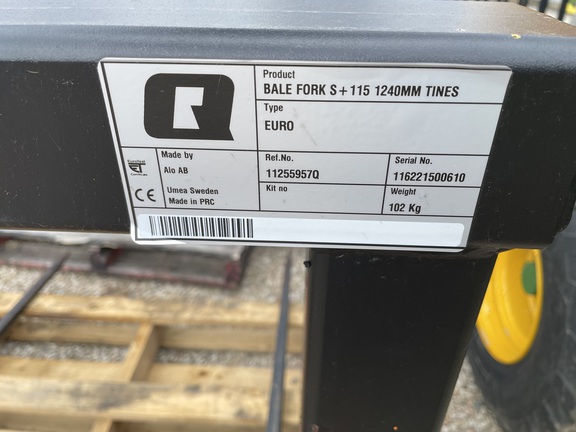 Product
BALE FORK S+115 1240MM TINES
Type
EURO
Made by
Alo AB
Umea Sweden
Made in PRC
CE
Ref.No.
11255957Q
Kit no
Serial No.
116221500610
Weight
102 Kg